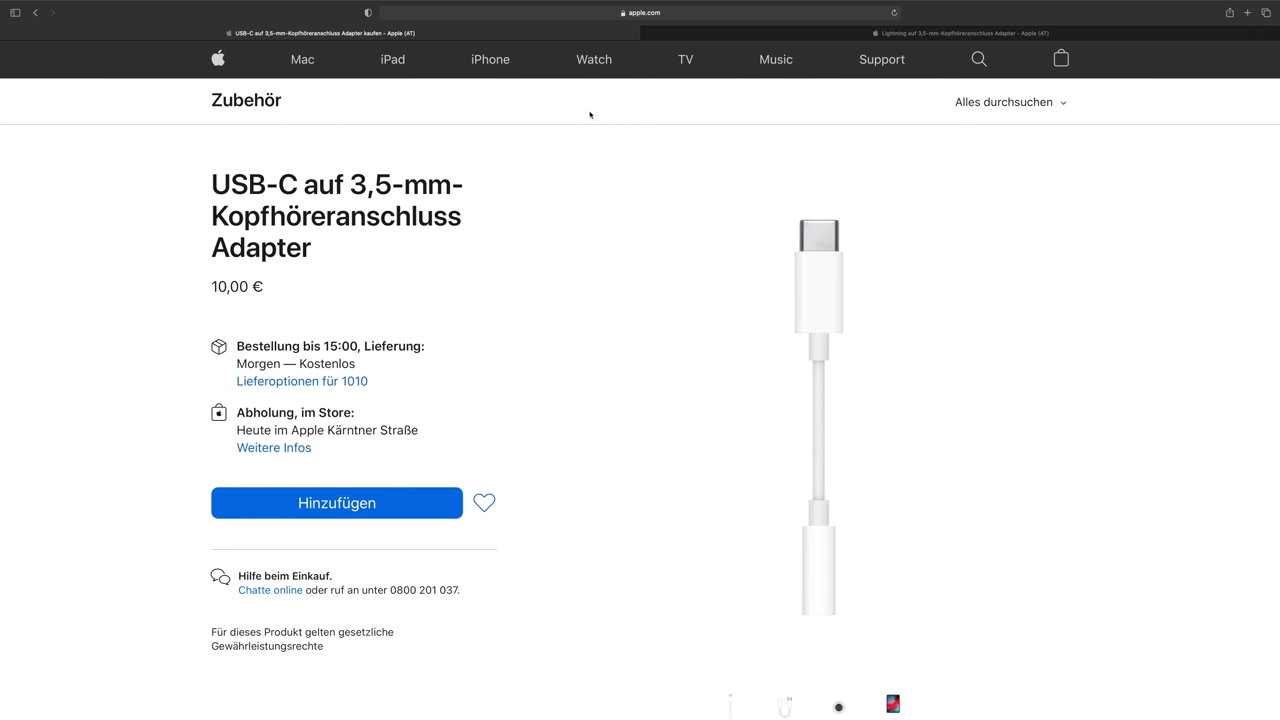 apple.com
USB-C auf 3,5-mm-Kopfhöreranschluss Adapter kaufen - Apple (AT)
Lightning auf 3,5-mm-Kopfhöreranschluss Adapter - Apple (AT)
Mac iPad iPhone Watch TV Music Support
Zubehör
Alles durchsuchen
USB-C auf 3,5-mm-
Kopfhöreranschluss
Adapter
10,00 €
Bestellung bis 15:00, Lieferung:
Morgen — Kostenlos
Lieferoptionen für 1010
Abholung, im Store:
Heute im Apple Kärntner Straße
Weitere Infos
Hinzufügen
Hilfe beim Einkauf.
Chatte online oder ruf an unter 0800 201 037.
Für dieses Produkt gelten gesetzliche
Gewährleistungsrechte